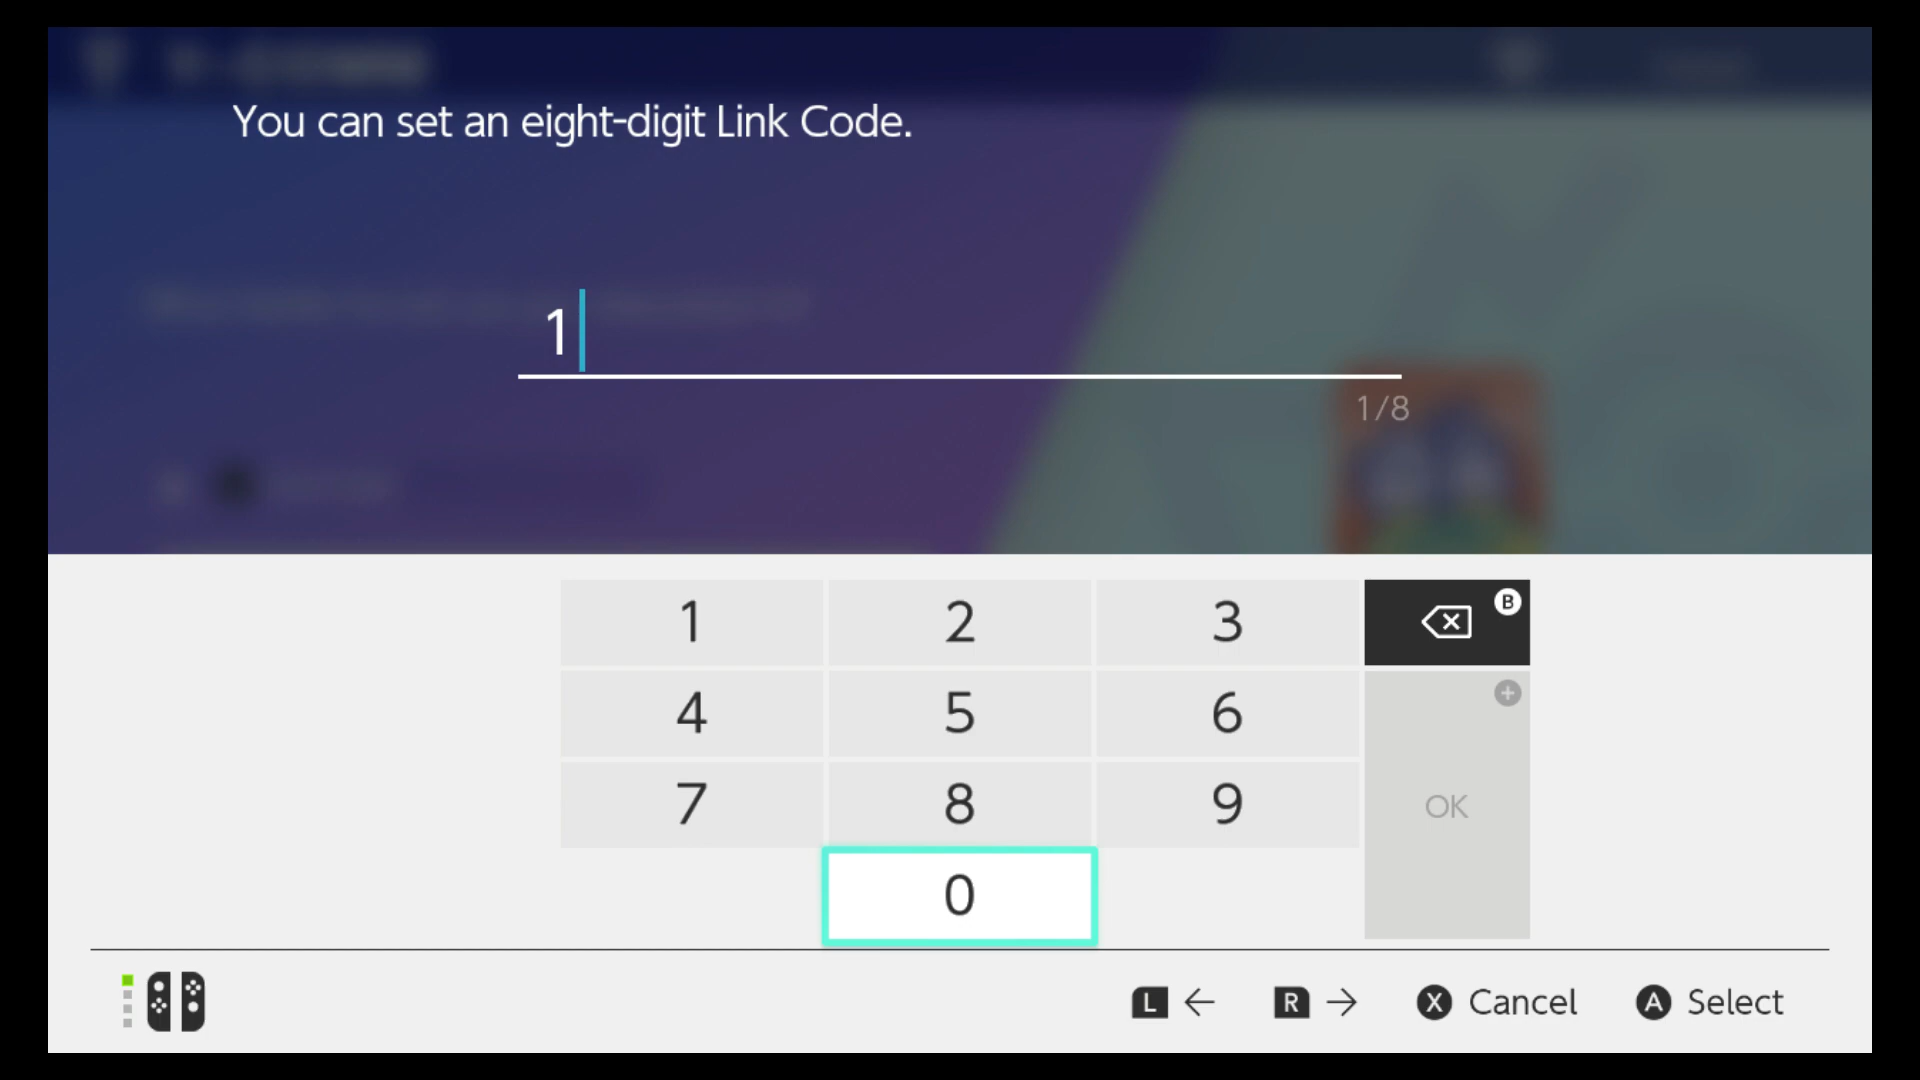 You can set an eight-digit Link Code.
1
1/8
1 2 3 B
4 5 6 +
7 8 9 OK
0
L ← R → X Cancel A Select